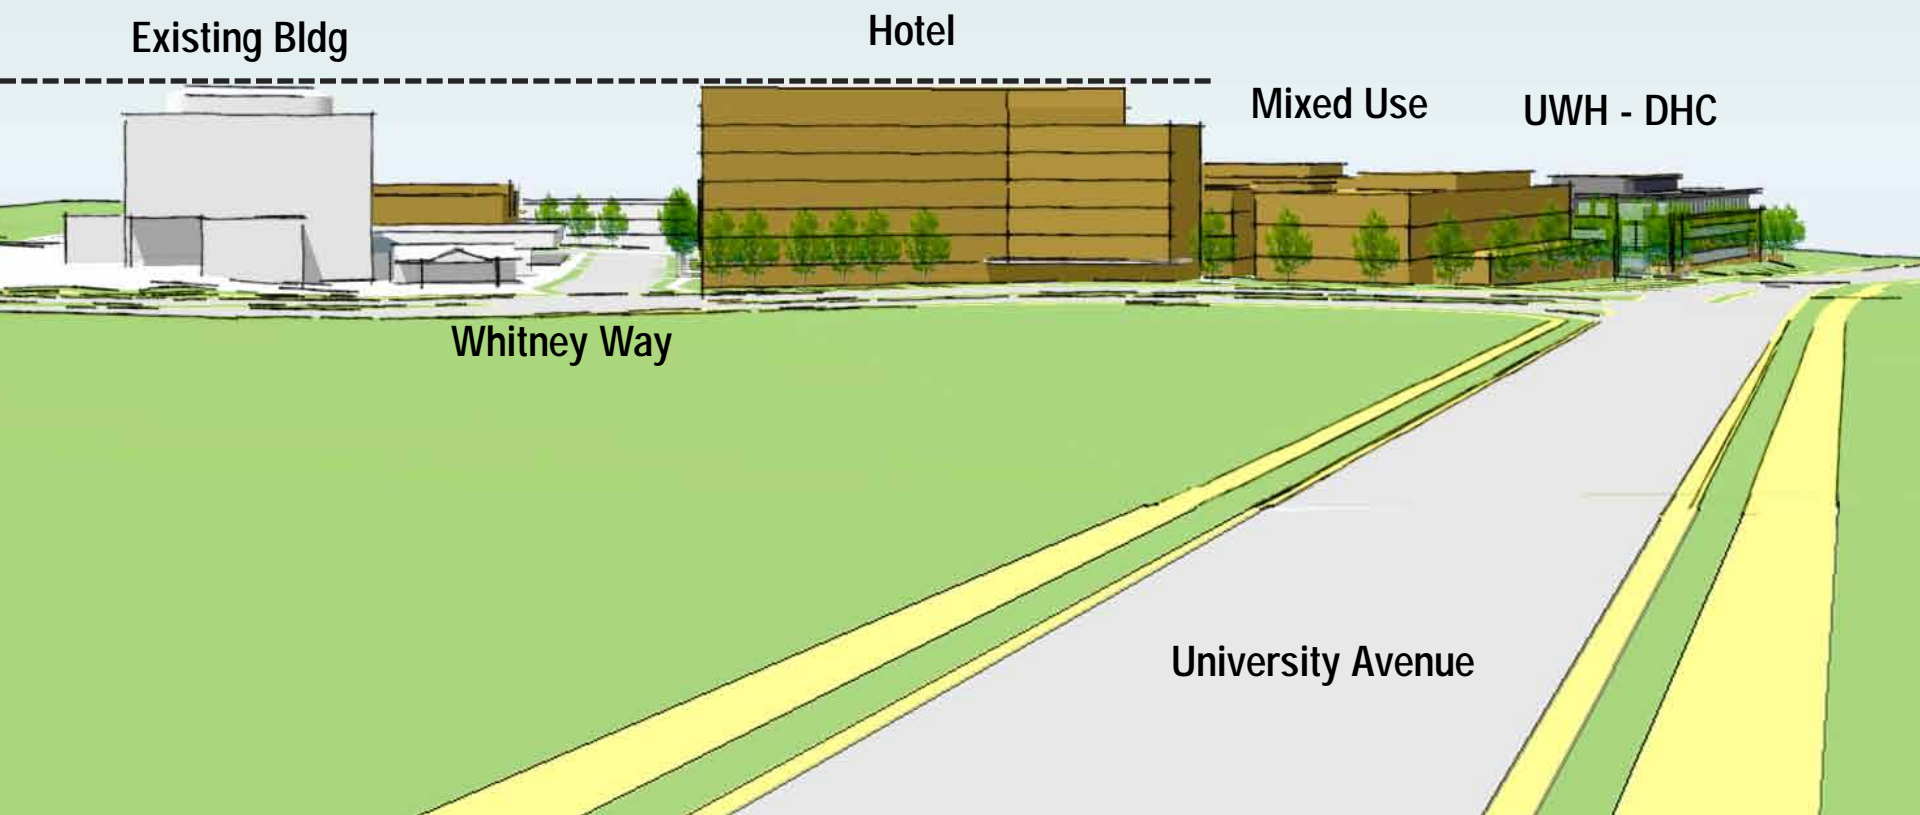 Existing Bldg
Hotel
Mixed Use
UWH - DHC
Whitney Way
University Avenue